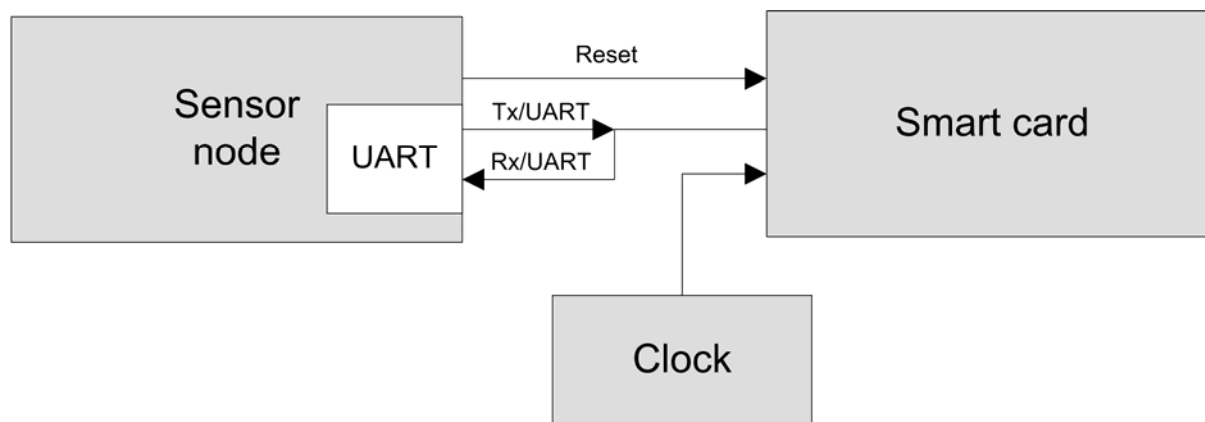 Reset
Sensor
node
Tx/UART
Smart card
UART
Rx/UART
Clock